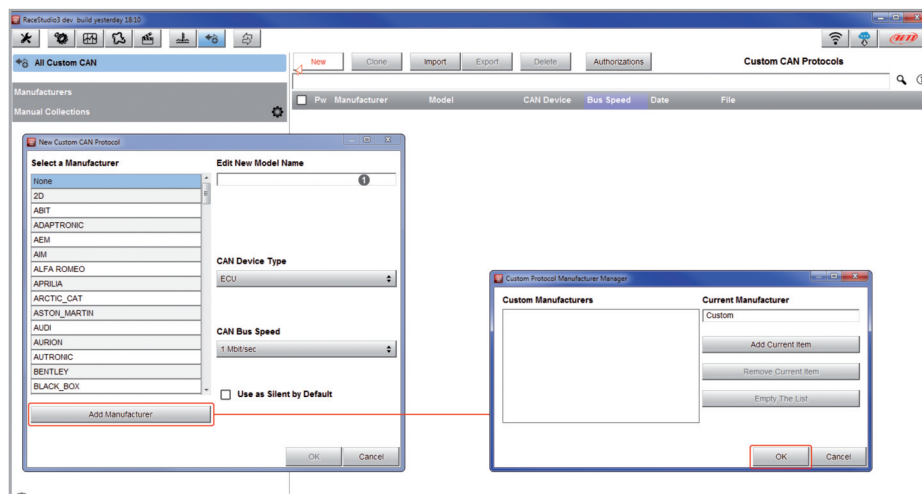 RaceStudio3 dev build yesterday 18:10
All Custom CAN
New Clone Import Export Delete Authorizations Custom CAN Protocols
Manufacturers
Manual Collections
Pw Manufacturer Model CAN Device Bus Speed Date File
New Custom CAN Protocol
Select a Manufacturer
None
2D
ABIT
ADAPTRONIC
AEM
AIM
ALFA ROMEO
APRILIA
ARCTIC_CAT
ASTON_MARTIN
AUDI
AURION
AUTRONIC
BENTLEY
BLACK_BOX
Add Manufacturer
Edit New Model Name
1
CAN Device Type
ECU
CAN Bus Speed
1 Mbit/sec
Use as Silent by Default
OK Cancel
Custom Protocol Manufacturer Manager
Custom Manufacturers
Current Manufacturer
Custom
Add Current Item
Remove Current Item
Empty The List
OK Cancel